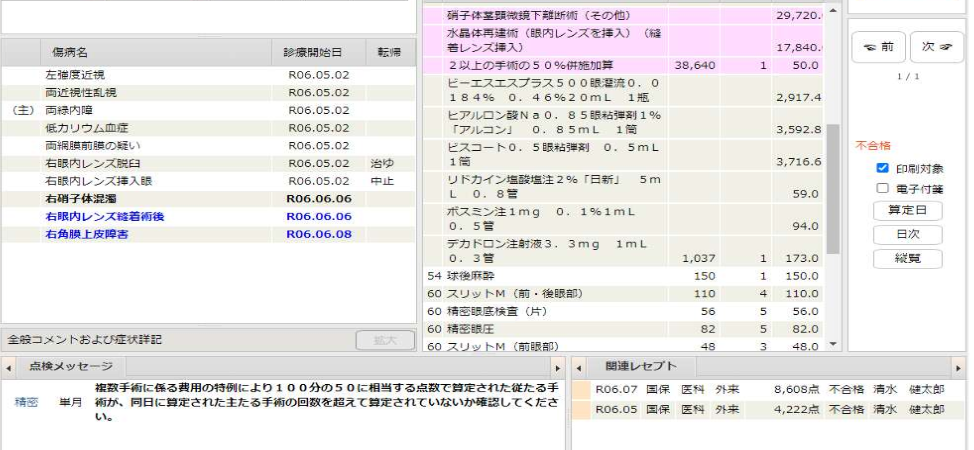 傷病名 診療開始日 転帰
左強度近視 R06.05.02
両近視性乱視 R06.05.02
(主) 両緑内障 R06.05.02
低カリウム血症 R06.05.02
両網膜前膜の疑い R06.05.02
右眼内レンズ脱臼 R06.05.02 治ゆ
右眼内レンズ挿入眼 R06.05.02 中止
右硝子体混濁 R06.06.06
右眼内レンズ縫着術後 R06.06.06
右角膜上皮障害 R06.06.08
全般コメントおよび症状詳記 拡大
硝子体茎顕微鏡下離断術(その他) 29,720.
水晶体再建術(眼内レンズを挿入)(縫
着レンズ挿入) 17,840.
2以上の手術の50%併施加算 38,640 1 50.0
ビーエスエスプラス500眼灌流0.0
184% 0.46%20mL 1瓶 2,917.4
ヒアルロン酸Na0.85眼粘弾剤1%
「アルコン」 0.85mL 1筒 3,592.8
ビスコート0.5眼粘弾剤 0.5mL
1筒 3,716.6
リドカイン塩酸塩注2%「日新」 5m
L 0.8管 59.0
ボスミン注1mg 0.1%1mL
0.5管 94.0
デカドロン注射液3.3mg 1mL
0.3管 1,037 1 173.0
54 球後麻酔 150 1 150.0
60 スリットM(前・後眼部) 110 4 110.0
60 精密眼底検査(片) 56 5 56.0
60 精密眼圧 82 5 82.0
60 スリットM(前眼部) 48 3 48.0
前 次
1 / 1
不合格
印刷対象
電子付箋
算定日
日次
縦覧
点検メッセージ
精密 単月 複数手術に係る費用の特例により100分の50に相当する点数で算定された従たる手
術が、同日に算定された主たる手術の回数を超えて算定されていないか確認してくださ
い。
関連レセプト
R06.07 国保 医科 外来 8,608点 不合格 清水 健太郎
R06.05 国保 医科 外来 4,222点 不合格 清水 健太郎